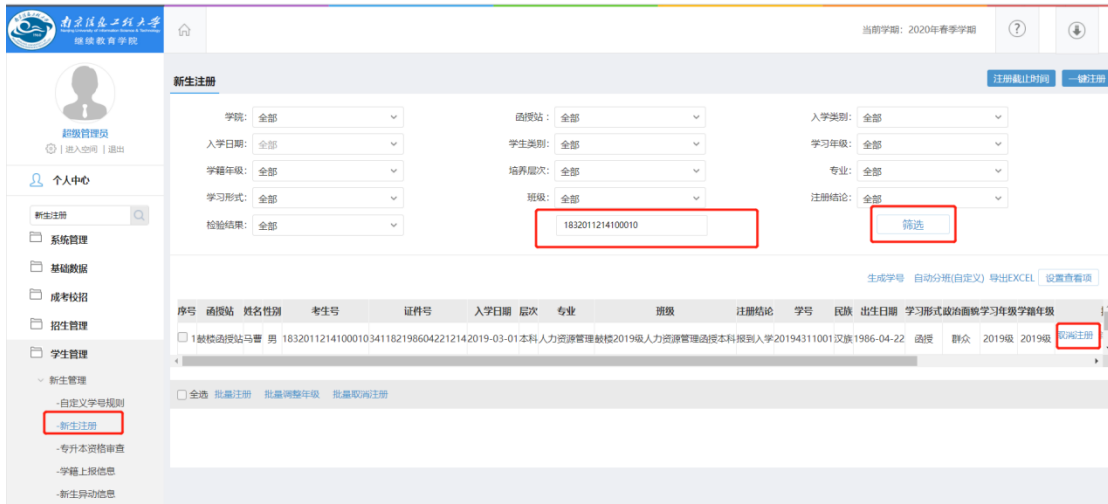 南京信息工程大学
Nanjing University of Information Science & Technology
继续教育学院
当前学期：2020年春季学期
超级管理员
| 进入空间 | 退出
个人中心
新生注册
系统管理
基础数据
成考校招
招生管理
学生管理
新生管理
-自定义学号规则
-新生注册
-专升本资格审查
-学籍上报信息
-新生异动信息
新生注册
注册截止时间 一键注册
学院： 全部 函授站： 全部 入学类别： 全部
入学日期： 全部 学生类别： 全部 学习年级： 全部
学籍年级： 全部 培养层次： 全部 专业： 全部
学习形式： 全部 班级： 全部 注册结论： 全部
检验结果： 全部 1832011214100010 筛选
生成学号 自动分班(自定义) 导出EXCEL 设置查看项
序号 函授站 姓名 性别 考生号 证件号 入学日期 层次 专业 班级 注册结论 学号 民族 出生日期 学习形式 政治面貌 学习年级 学籍年级
1 鼓楼函授站 马曹 男 1832011214100010 341182198604221214 2019-03-01 本科 人力资源管理 鼓楼2019级人力资源管理函授本科 报到入学 20194311001 汉族 1986-04-22 函授 群众 2019级 2019级 取消注册
全选 批量注册 批量调整年级 批量取消注册